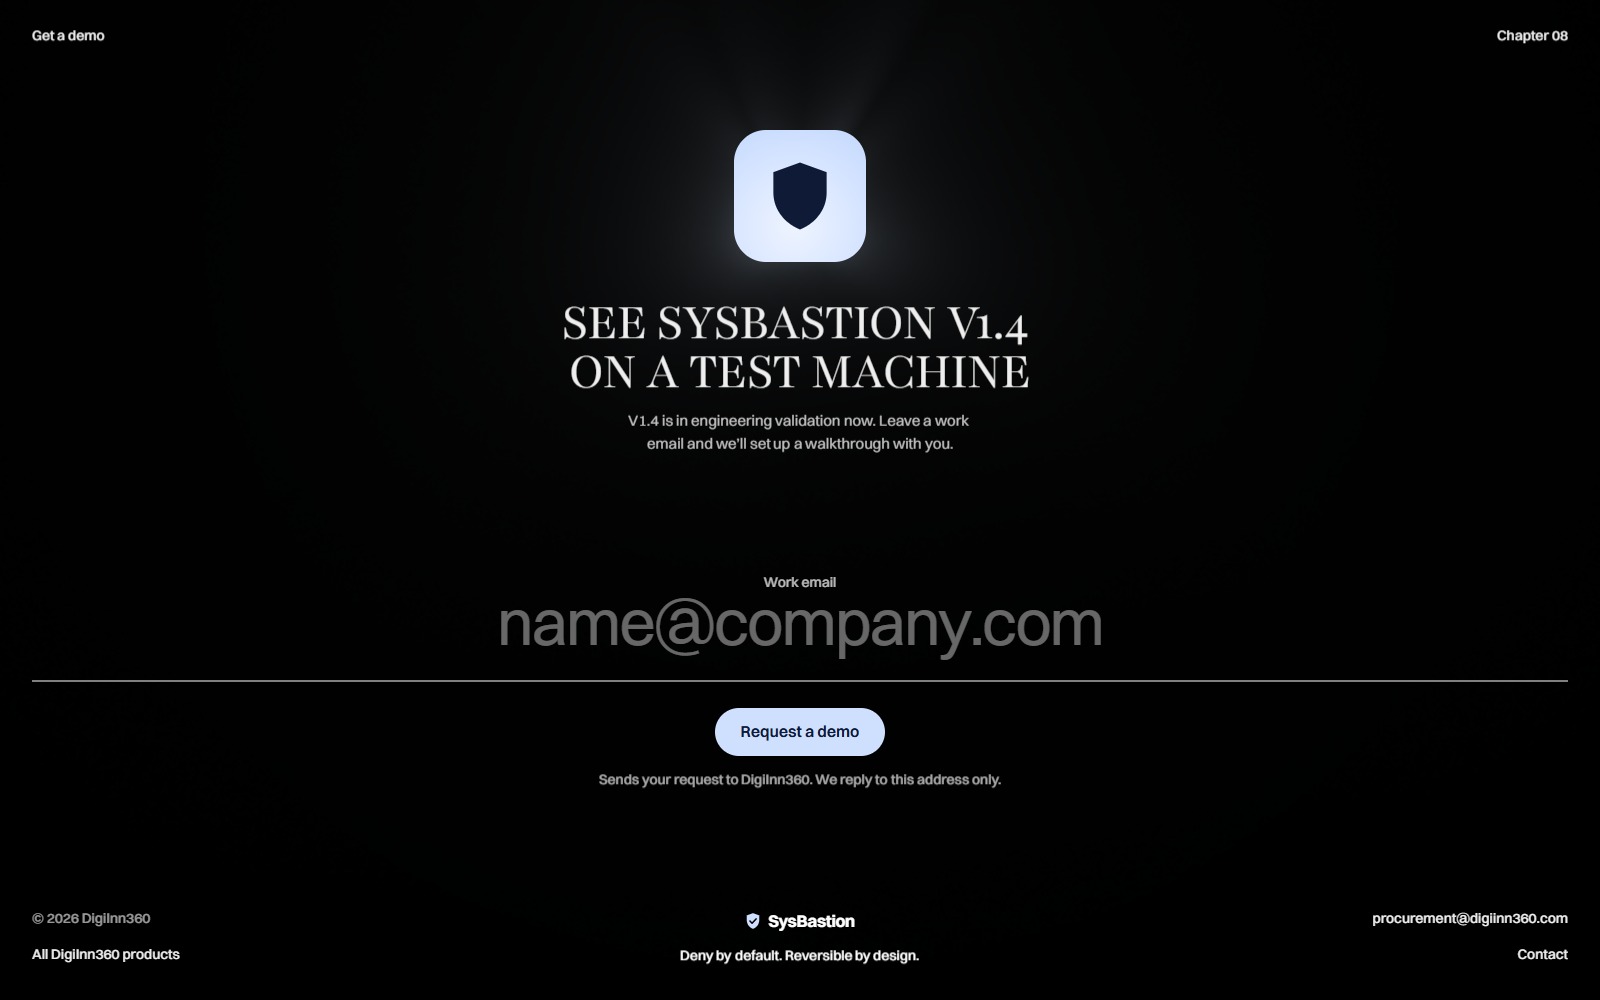 Get a demo
Chapter 08
SEE SYSBASTION V1.4
ON A TEST MACHINE
V1.4 is in engineering validation now. Leave a work
email and we'll set up a walkthrough with you.
Work email
name@company.com
Request a demo
Sends your request to DigiInn360. We reply to this address only.
© 2026 DigiInn360
SysBastion
procurement@digiinn360.com
All DigiInn360 products
Deny by default. Reversible by design.
Contact